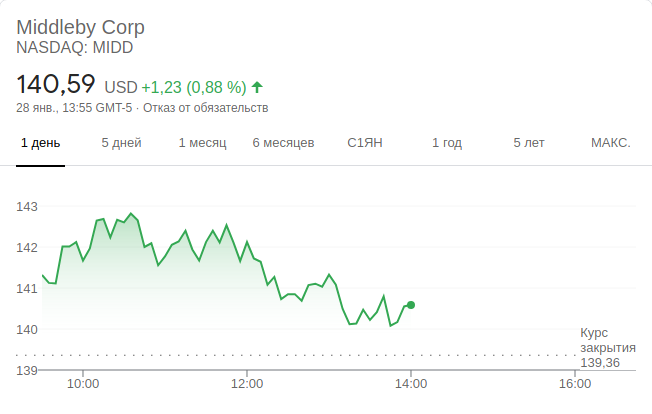 Middleby Corp
NASDAQ: MIDD
140,59 USD +1,23 (0,88 %)
28 янв., 13:55 GMT-5 · Отказ от обязательств
1 день 5 дней 1 месяц 6 месяцев С1ЯН 1 год 5 лет МАКС.
143
142
141
140
139
Курс
закрытия
139,36
10:00 12:00 14:00 16:00